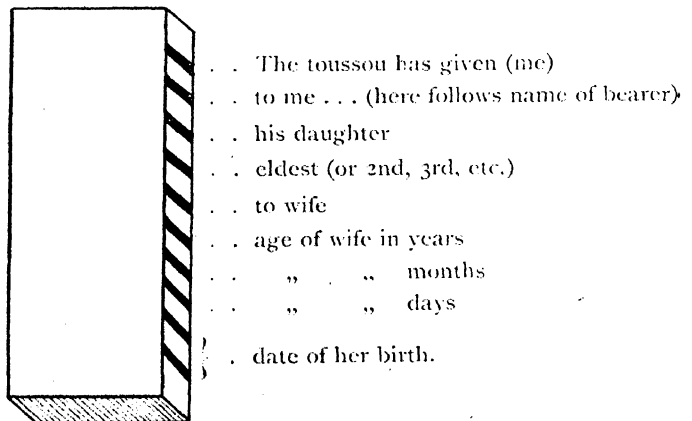 . . The toussou has given (me)
. . to me . . . (here follows name of bearer)
. . his daughter
. . eldest (or 2nd, 3rd, etc.)
. . to wife
. . age of wife in years
. . „ „ months
. . „ „ days
. date of her birth.